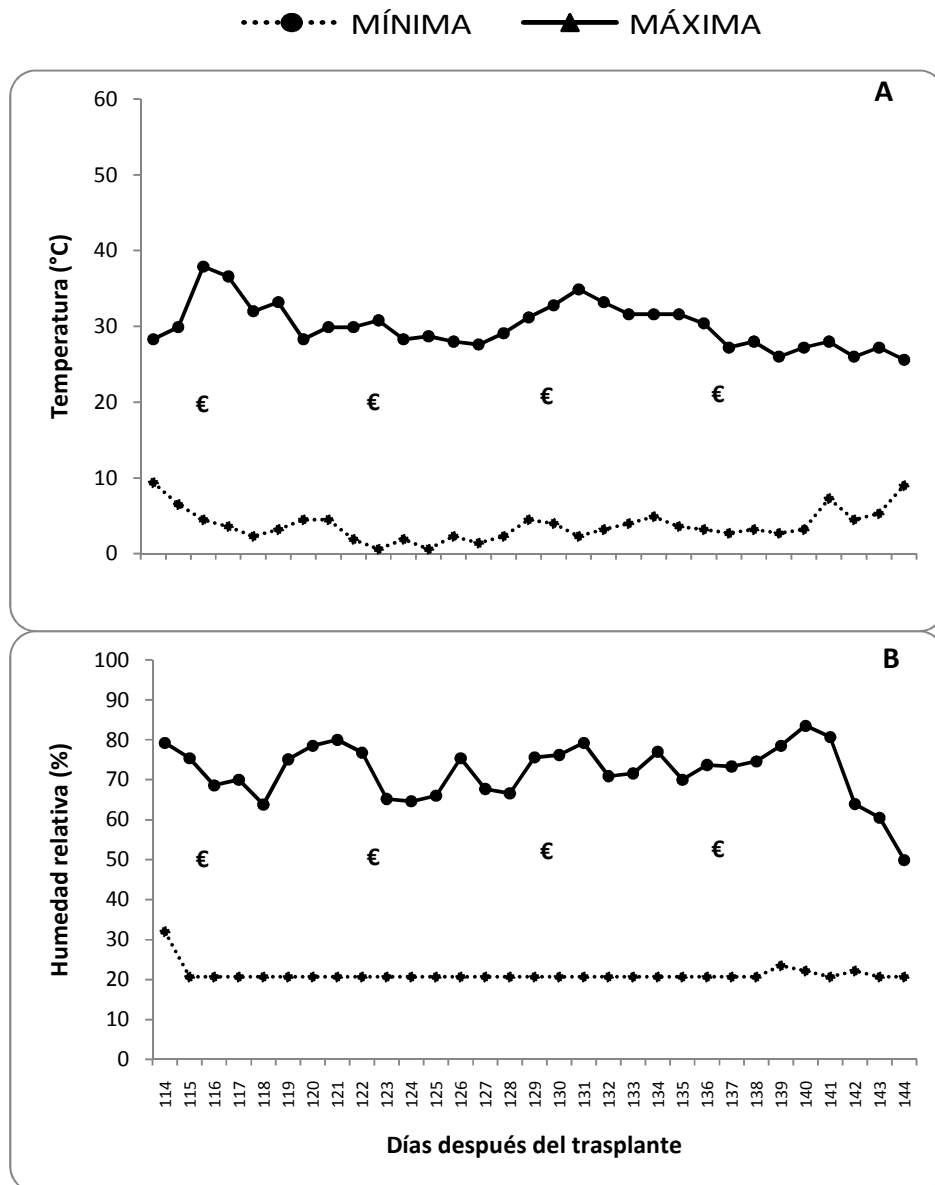 MÍNIMA MÁXIMA
A
60
50
40
30
20
10
0
Temperatura (°C)
€ € € €
B
100
90
80
70
60
50
40
30
20
10
0
Humedad relativa (%)
€ € € €
114 115 116 117 118 119 120 121 122 123 124 125 126 127 128 129 130 131 132 133 134 135 136 137 138 139 140 141 142 143 144
Días después del trasplante